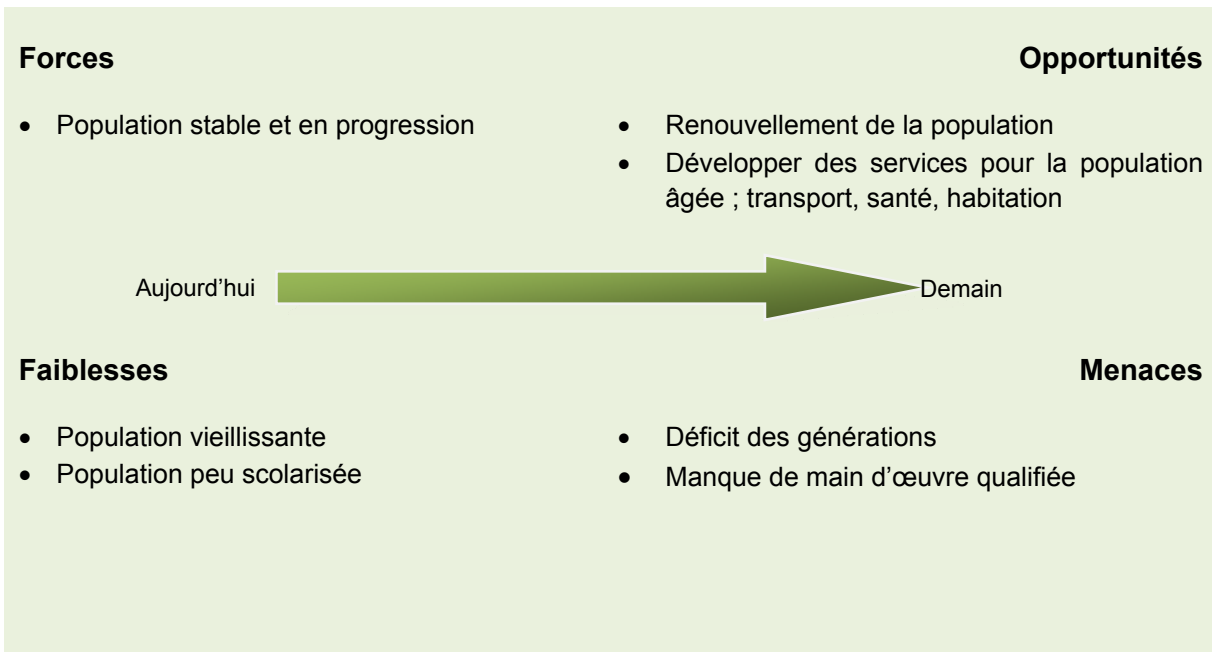 Forces
Opportunités
• Population stable et en progression
• Renouvellement de la population
• Développer des services pour la population
âgée ; transport, santé, habitation
Aujourd’hui
Demain
Faiblesses
Menaces
• Population vieillissante
• Population peu scolarisée
• Déficit des générations
• Manque de main d’œuvre qualifiée